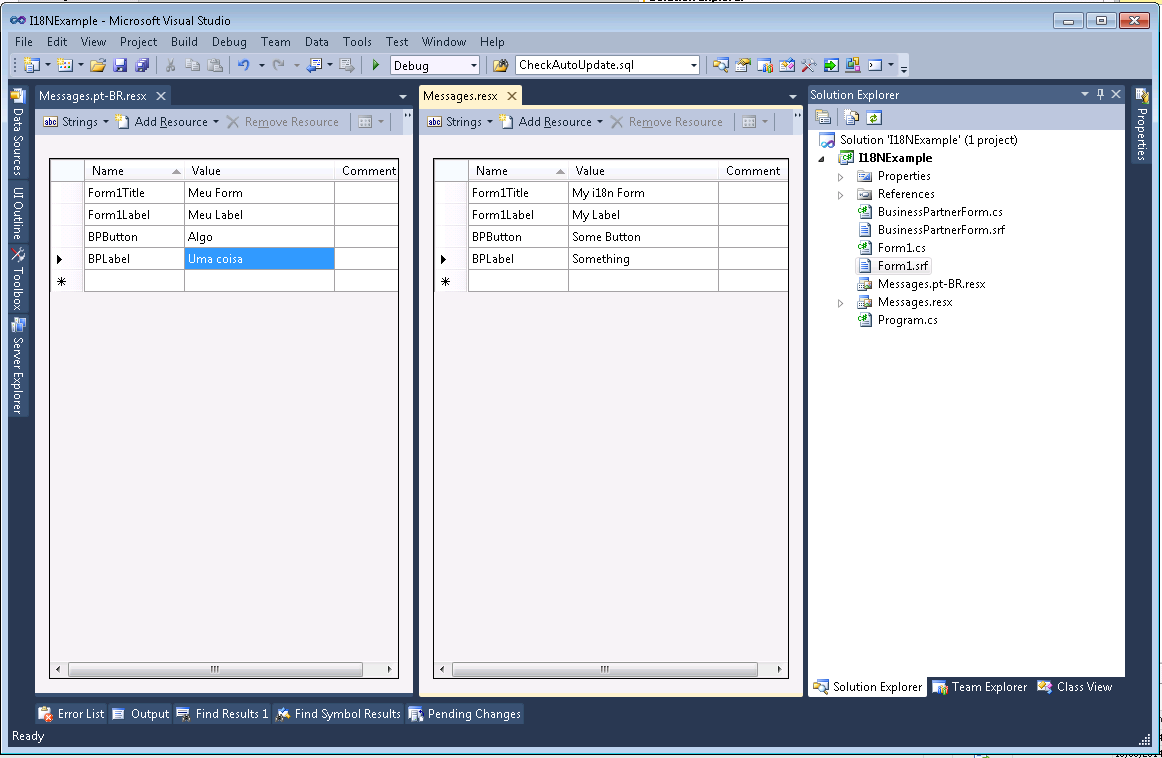 Solution Explorer
I18NExample - Microsoft Visual Studio
File Edit View Project Build Debug Team Data Tools Test Window Help
Debug CheckAutoUpdate.sql
Data Sources
UI Outline
Toolbox
Server Explorer
Messages.pt-BR.resx
Strings Add Resource Remove Resource
Name Value Comment
Form1Title Meu Form
Form1Label Meu Label
BPButton Algo
BPLabel Uma coisa
Messages.resx
Strings Add Resource Remove Resource
Name Value Comment
Form1Title My i18n Form
Form1Label My Label
BPButton Some Button
BPLabel Something
Solution Explorer
Solution 'I18NExample' (1 project)
I18NExample
Properties
References
BusinessPartnerForm.cs
BusinessPartnerForm.srf
Form1.cs
Form1.srf
Messages.pt-BR.resx
Messages.resx
Program.cs
Properties
Solution Explorer Team Explorer Class View
Error List Output Find Results 1 Find Symbol Results Pending Changes
Ready